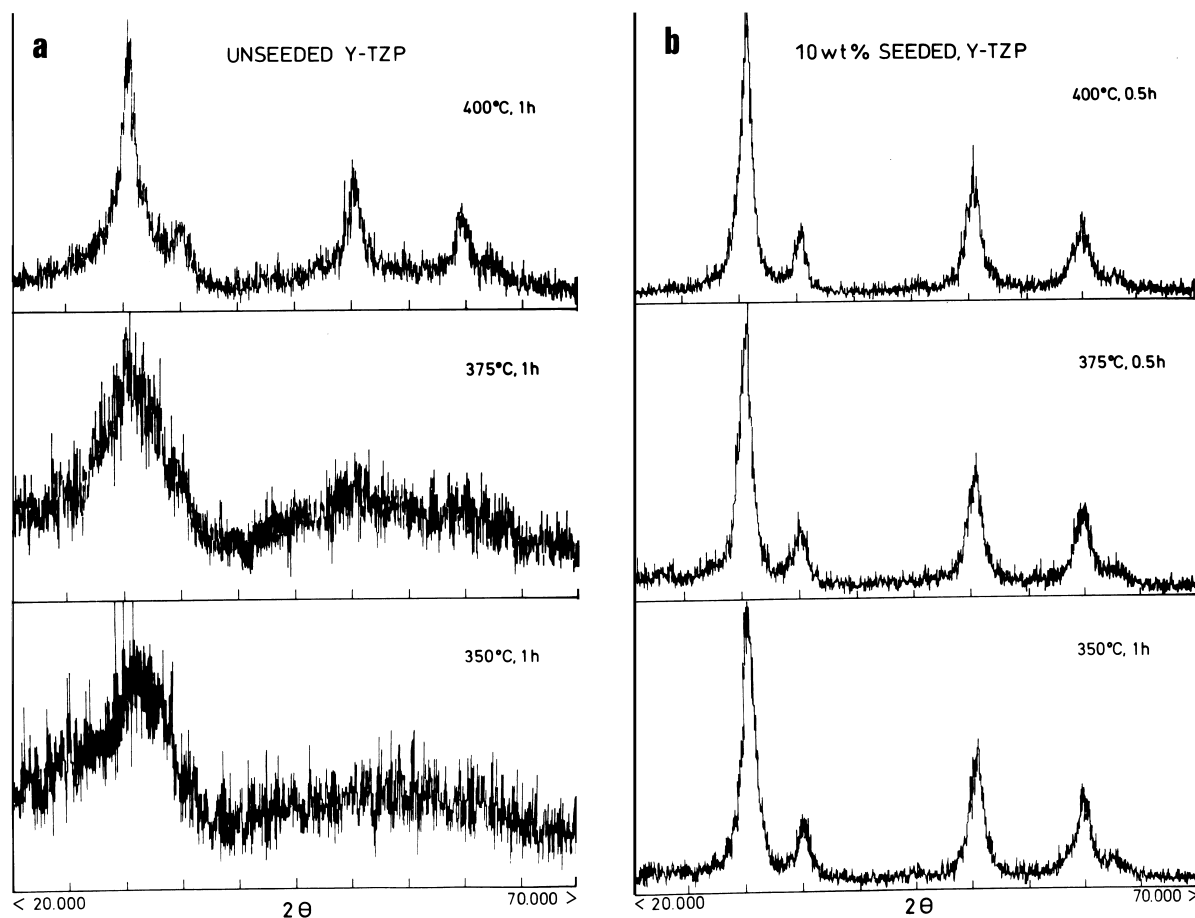 a
UNSEEDED Y-TZP
400°C, 1h
375°C, 1h
350°C, 1h
< 20.000
2θ
70.000 >
b
10 wt% SEEDED, Y-TZP
400°C, 0.5h
375°C, 0.5h
350°C, 1h
< 20.000
2θ
70.000 >